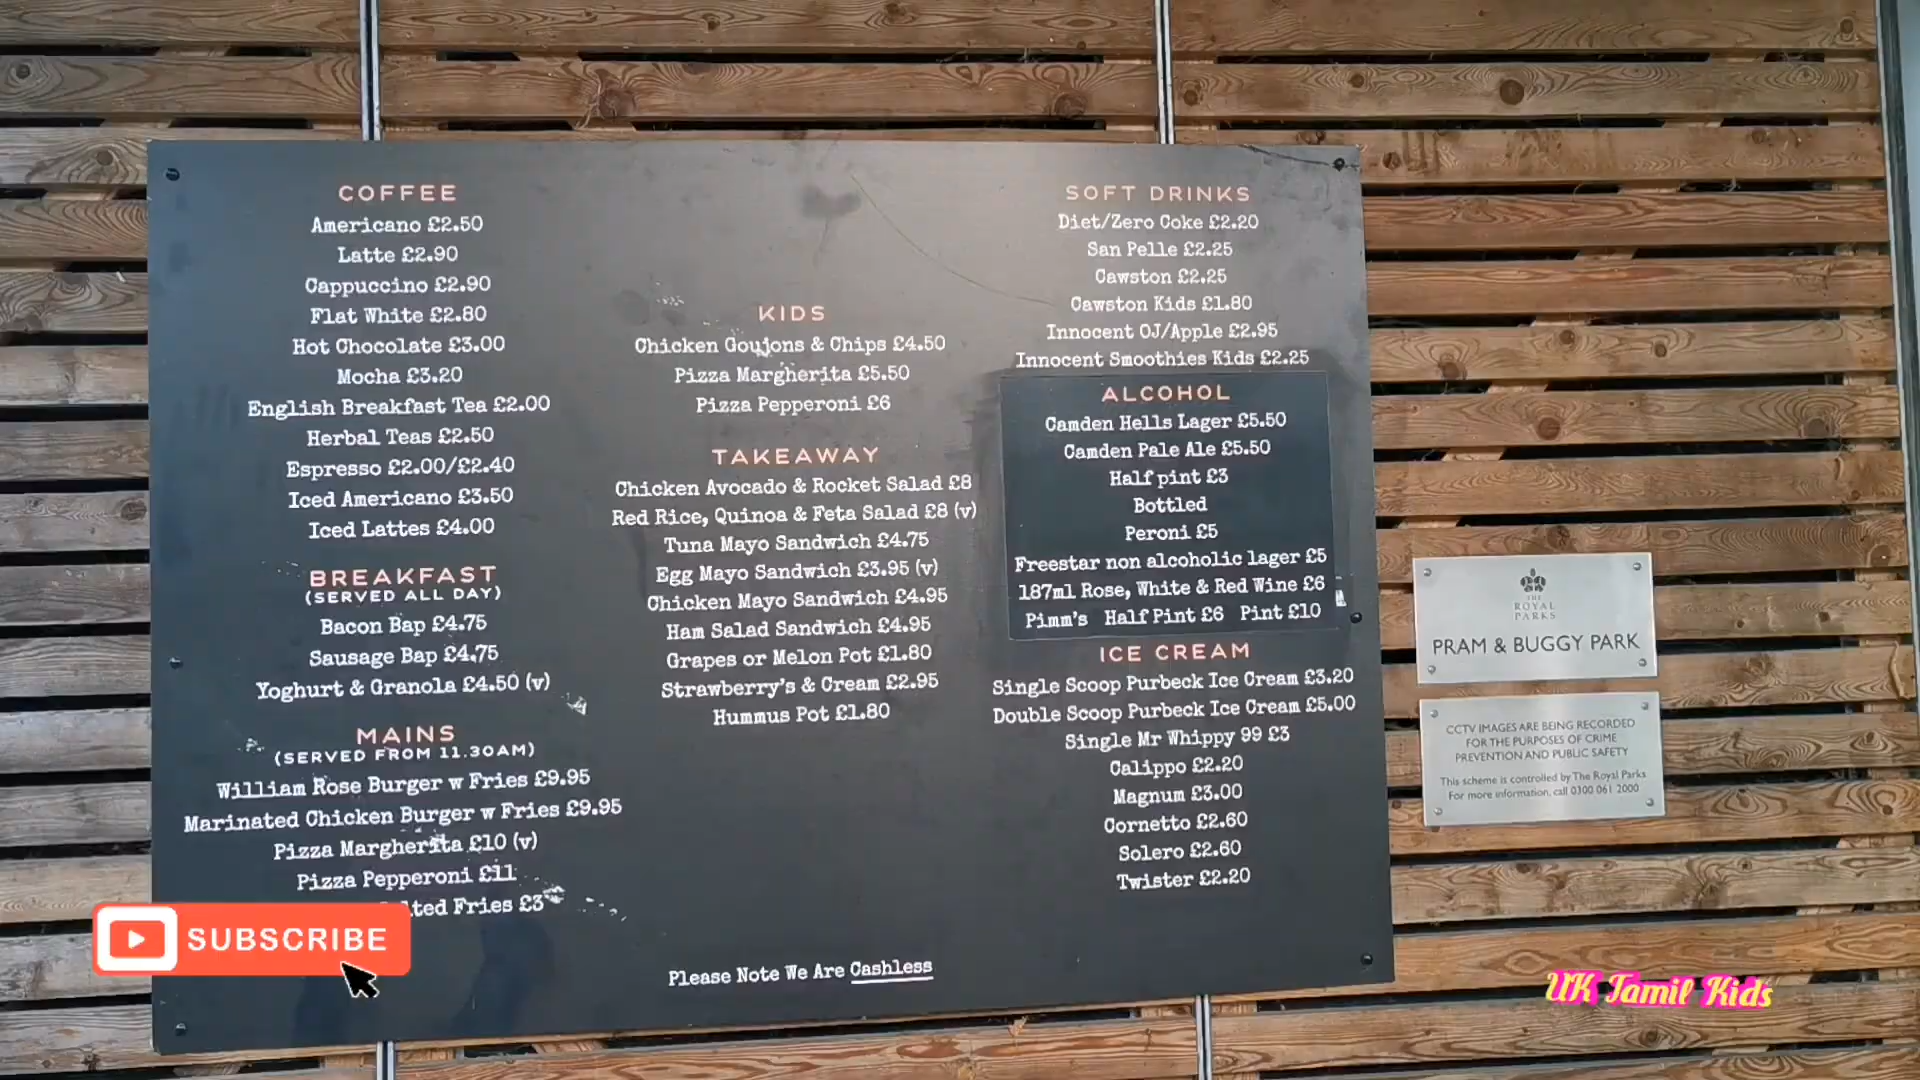 COFFEE
Americano £2.50
Latte £2.90
Cappuccino £2.90
Flat White £2.80
Hot Chocolate £3.00
Mocha £3.20
English Breakfast Tea £2.00
Herbal Teas £2.50
Espresso £2.00/£2.40
Iced Americano £3.50
Iced Lattes £4.00
BREAKFAST
(SERVED ALL DAY)
Bacon Bap £4.75
Sausage Bap £4.75
Yoghurt & Granola £4.50 (v)
MAINS
(SERVED FROM 11.30AM)
William Rose Burger w Fries £9.95
Marinated Chicken Burger w Fries £9.95
Pizza Margherita £10 (v)
Pizza Pepperoni £11
Fries £3
KIDS
Chicken Goujons & Chips £4.50
Pizza Margherita £5.50
Pizza Pepperoni £6
TAKEAWAY
Chicken Avocado & Rocket Salad £8
Red Rice, Quinoa & Feta Salad £8 (v)
Tuna Mayo Sandwich £4.75
Egg Mayo Sandwich £3.95 (v)
Chicken Mayo Sandwich £4.95
Ham Salad Sandwich £4.95
Grapes or Melon Pot £1.80
Strawberry's & Cream £2.95
Hummus Pot £1.80
SOFT DRINKS
Diet/Zero Coke £2.20
San Pelle £2.25
Cawston £2.25
Cawston Kids £1.80
Innocent OJ/Apple £2.95
Innocent Smoothies Kids £2.25
ALCOHOL
Camden Hells Lager £5.50
Camden Pale Ale £5.50
Half pint £3
Bottled
Peroni £5
Freestar non alcoholic lager £5
187ml Rose, White & Red Wine £6
Pimm's Half Pint £6 Pint £10
ICE CREAM
Single Scoop Purbeck Ice Cream £3.20
Double Scoop Purbeck Ice Cream £5.00
Single Mr Whippy 99 £3
Calippo £2.20
Magnum £3.00
Cornetto £2.60
Solero £2.60
Twister £2.20
Please Note We Are Cashless
THE
ROYAL
PARKS
PRAM & BUGGY PARK
CCTV IMAGES ARE BEING RECORDED
FOR THE PURPOSES OF CRIME
PREVENTION AND PUBLIC SAFETY
This scheme is controlled by The Royal Parks
For more information, call 0300 061 2000
SUBSCRIBE
UK Tamil Kids